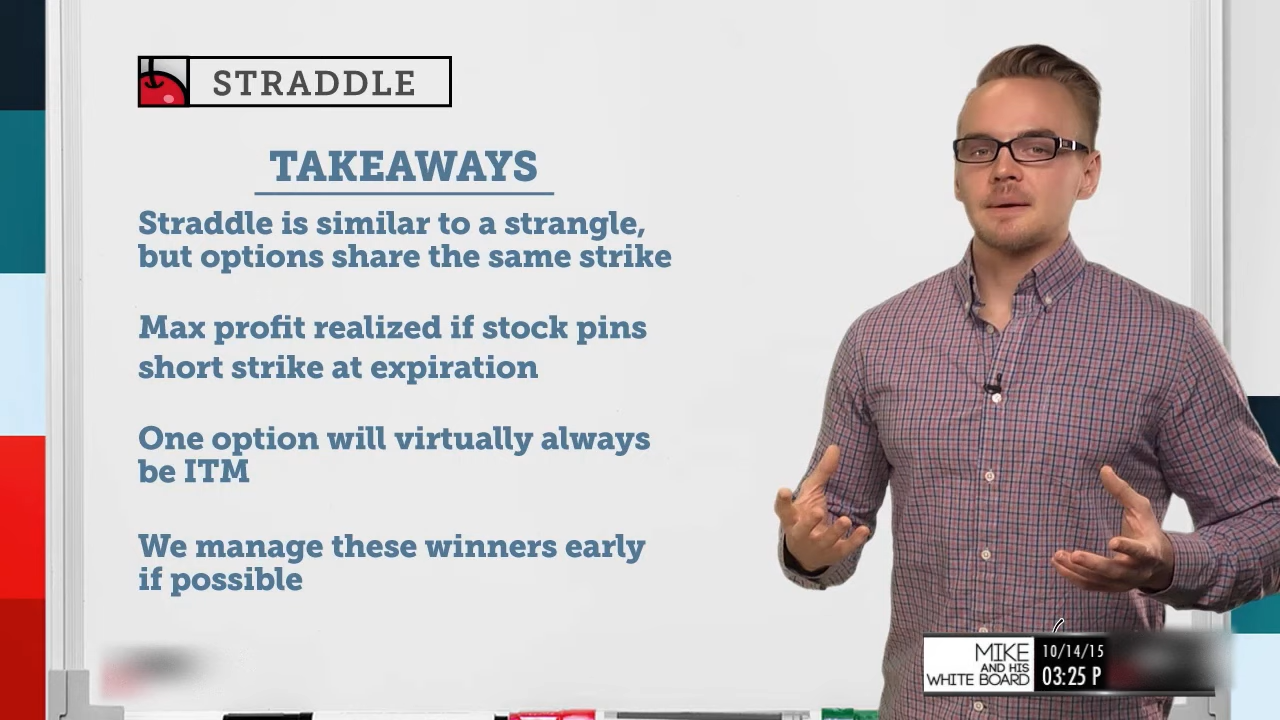 STRADDLE
TAKEAWAYS
Straddle is similar to a strangle,
but options share the same strike
Max profit realized if stock pins
short strike at expiration
One option will virtually always
be ITM
We manage these winners early
if possible
MIKE
AND HIS
WHITE BOARD
10/14/15
03:25 P